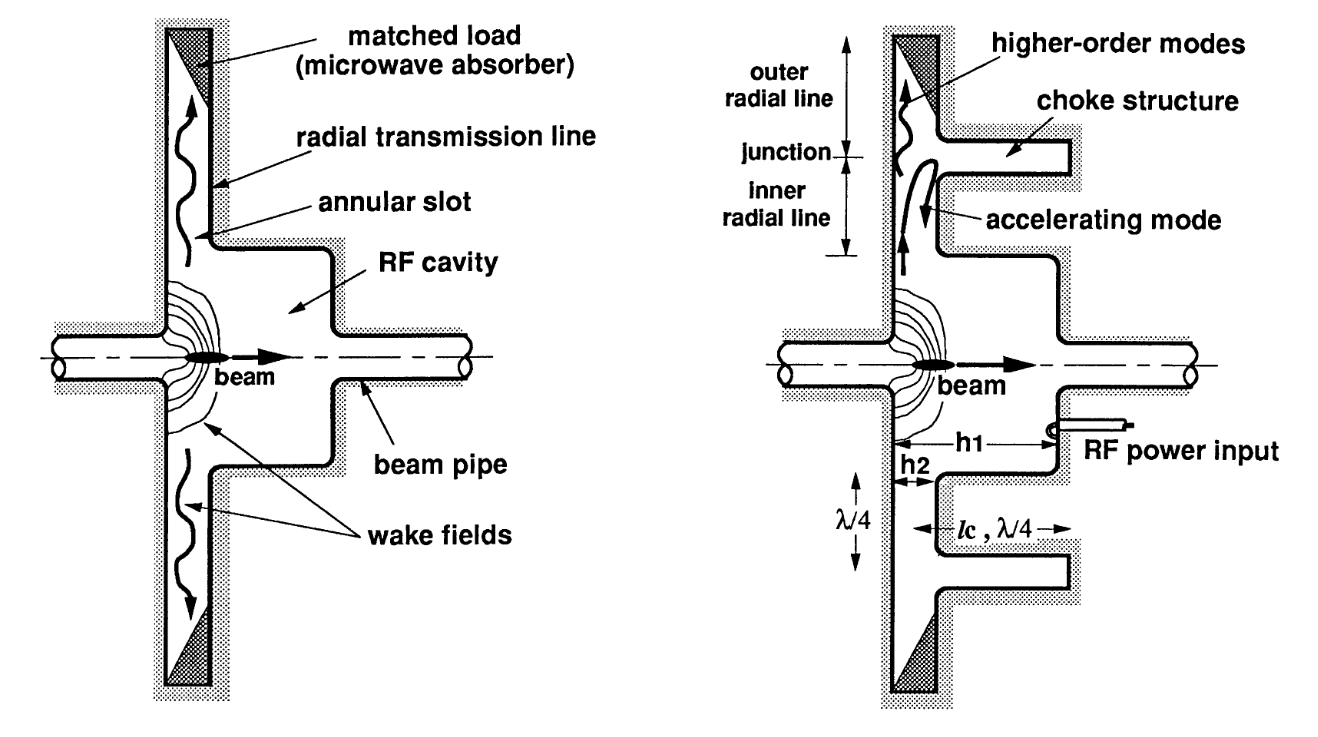 matched load
(microwave absorber)
radial transmission line
annular slot
RF cavity
beam
beam pipe
wake fields
higher-order modes
outer
radial line
choke structure
junction
inner
radial line
accelerating mode
beam
h1
RF power input
h2
λ/4
lc , λ/4